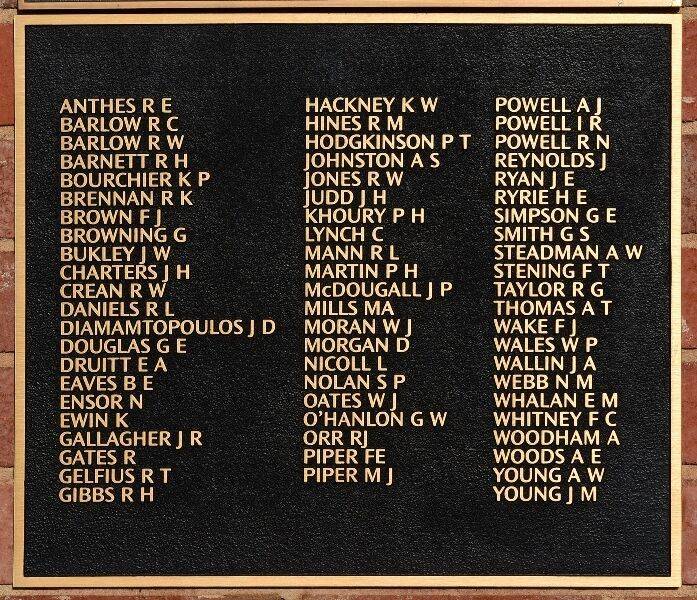 ANTHES R E
BARLOW R C
BARLOW R W
BARNETT R H
BOURCHIER K P
BRENNAN R K
BROWN F J
BROWNING G
BUKLEY J W
CHARTERS J H
CREAN R W
DANIELS R L
DIAMAMTOPOULOS J D
DOUGLAS G E
DRUITT E A
EAVES B E
ENSOR N
EWIN K
GALLAGHER J R
GATES R
GELFIUS R T
GIBBS R H
HACKNEY K W
HINES R M
HODGKINSON P T
JOHNSTON A S
JONES R W
JUDD J H
KHOURY P H
LYNCH C
MANN R L
MARTIN P H
McDOUGALL J P
MILLS MA
MORAN W J
MORGAN D
NICOLL L
NOLAN S P
OATES W J
O'HANLON G W
ORR RJ
PIPER FE
PIPER M J
POWELL A J
POWELL I R
POWELL R N
REYNOLDS J
RYAN J E
RYRIE H E
SIMPSON G E
SMITH G S
STEADMAN A W
STENING F T
TAYLOR R G
THOMAS A T
WAKE F J
WALES W P
WALLIN J A
WEBB N M
WHALAN E M
WHITNEY F C
WOODHAM A
WOODS A E
YOUNG A W
YOUNG J M